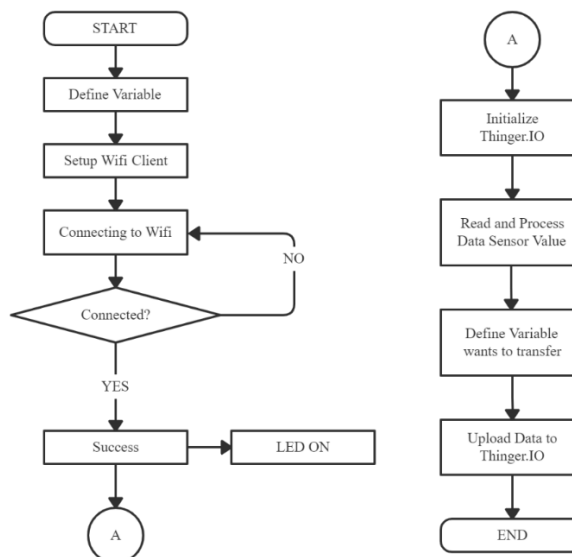 START
Define Variable
Setup Wifi Client
Connecting to Wifi
NO
Connected?
YES
Success
LED ON
A
A
Initialize
Thinger.IO
Read and Process
Data Sensor Value
Define Variable
wants to transfer
Upload Data to
Thinger.IO
END